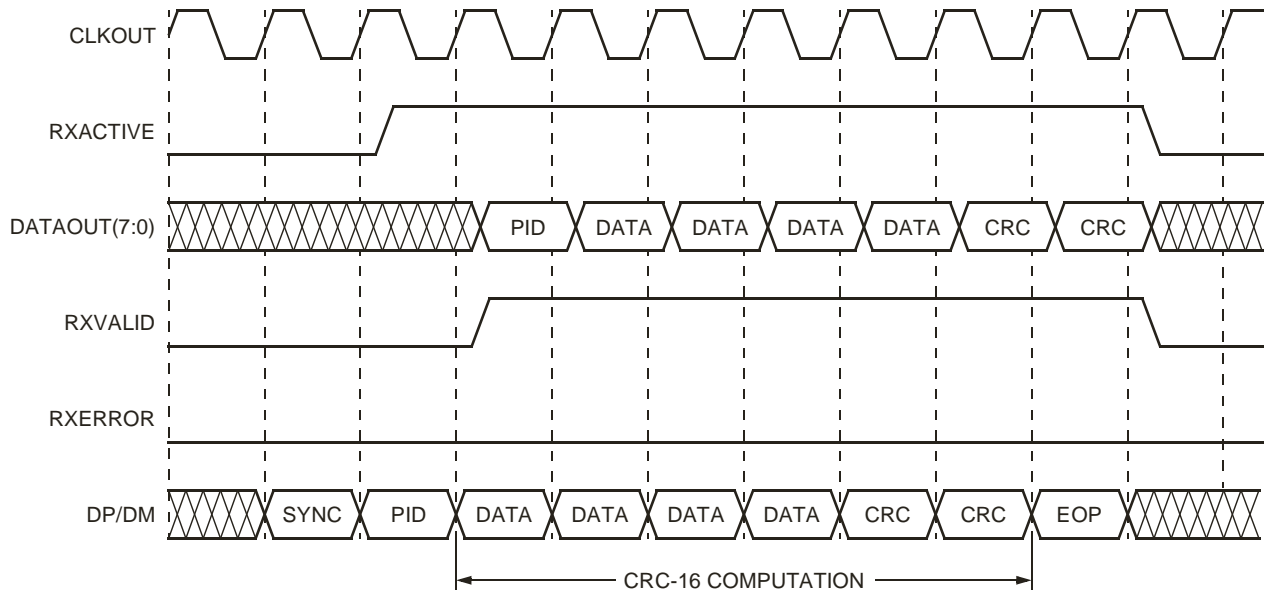 CLKOUT
RXACTIVE
DATAOUT(7:0) PID DATA DATA DATA DATA CRC CRC
RXVALID
RXERROR
DP/DM SYNC PID DATA DATA DATA DATA CRC CRC EOP
CRC-16 COMPUTATION